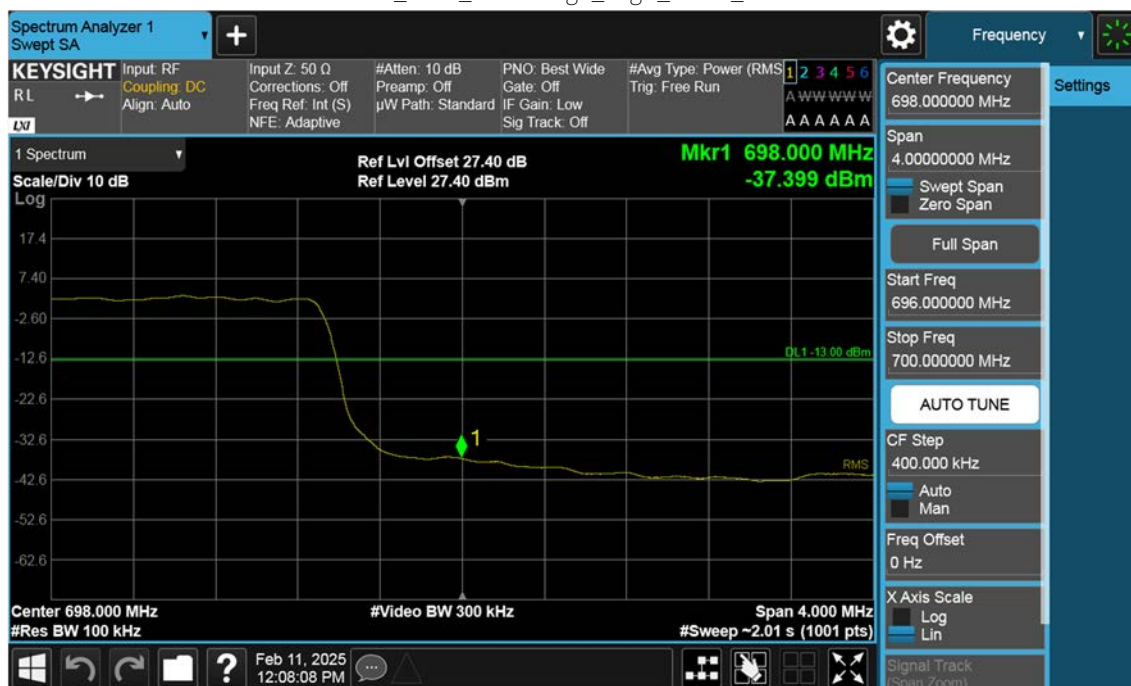 Spectrum Analyzer 1
Swept SA
+
Frequency
KEYSIGHT
RL
LXI
Input: RF
Coupling: DC
Align: Auto
Input Z: 50 Ω
Corrections: Off
Freq Ref: Int (S)
NFE: Adaptive
#Atten: 10 dB
Preamp: Off
µW Path: Standard
PNO: Best Wide
Gate: Off
IF Gain: Low
Sig Track: Off
#Avg Type: Power (RMS
Trig: Free Run
1 2 3 4 5 6
A W W W W W
A A A A A A
1 Spectrum
Scale/Div 10 dB
Log
Ref Lvl Offset 27.40 dB
Ref Level 27.40 dBm
Mkr1 698.000 MHz
-37.399 dBm
17.4
7.40
-2.60
-12.6
-22.6
-32.6
-42.6
-52.6
-62.6
DL1 -13.00 dBm
1
RMS
Center 698.000 MHz
#Res BW 100 kHz
#Video BW 300 kHz
Span 4.000 MHz
#Sweep ~2.01 s (1001 pts)
Center Frequency
698.000000 MHz
Settings
Span
4.00000000 MHz
Swept Span
Zero Span
Full Span
Start Freq
696.000000 MHz
Stop Freq
700.000000 MHz
AUTO TUNE
CF Step
400.000 kHz
Auto
Man
Freq Offset
0 Hz
X Axis Scale
Log
Lin
Signal Track
(Span Zoom)
?
Feb 11, 2025
12:08:08 PM